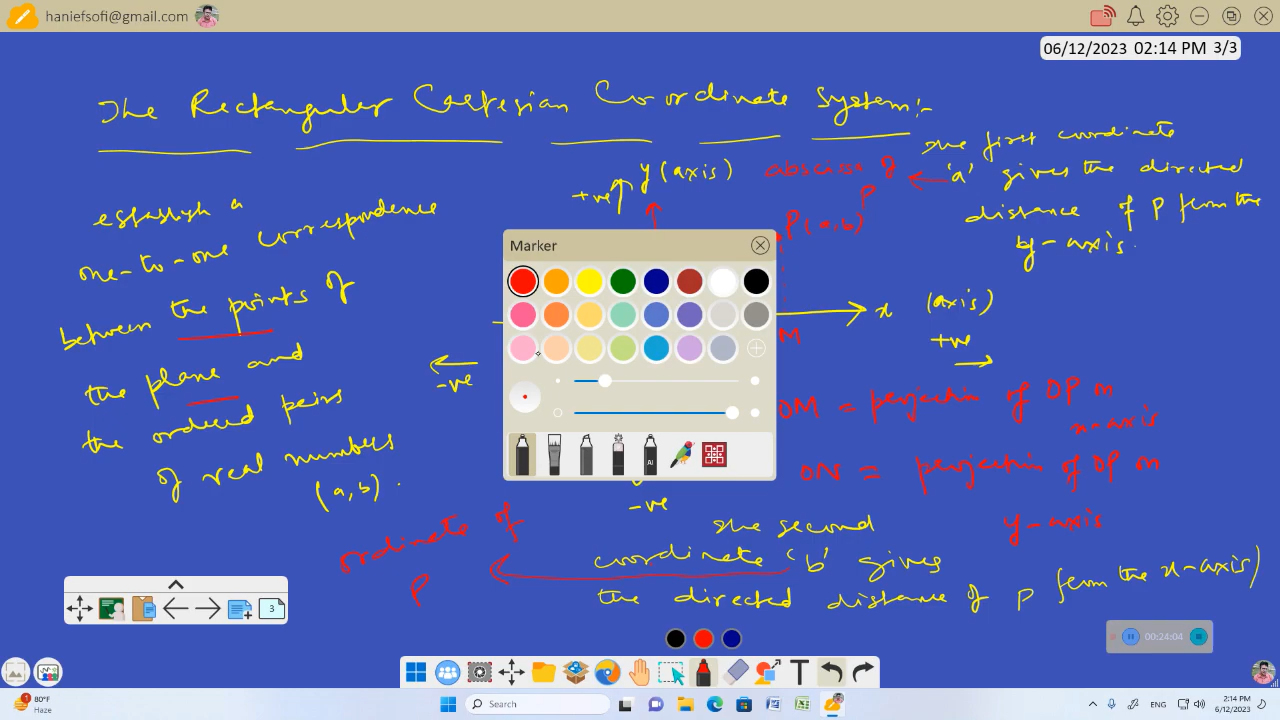 haniefsofi@gmail.com
06/12/2023 02:14 PM 3/3
The Rectangular Cartesian Coordinate System:-
establish a
one-to-one correspondence
between the points of
the plane and
the ordered pairs
of real numbers
(a,b).
+ve
y (axis)
abscissa of
P
The first coordinate
'a' gives the directed
distance of P from the
y-axis.
P(a,b)
x (axis)
+ve
M
-ve
-ve
OM = projection of OP on
x-axis
ON = projection of OP on
y-axis
ordinate of
P
The second
coordinate 'b' gives
the directed distance of P from the x-axis)
Marker
AI
3
00:24:04
T
80°F
Haze
Search
ENG
2:14 PM
6/12/2023